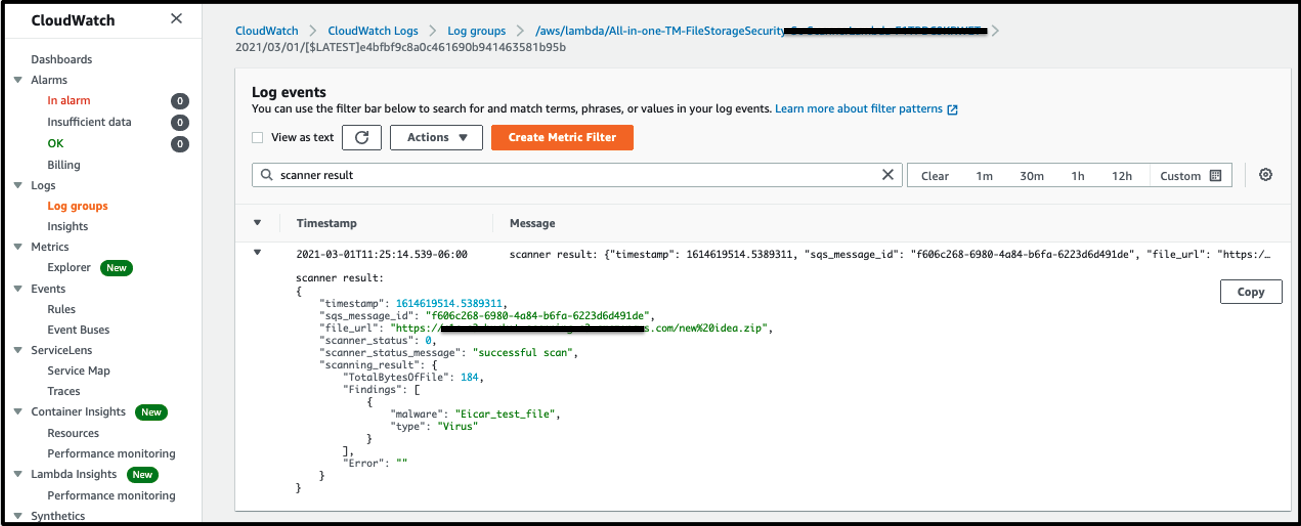 CloudWatch
Dashboards
Alarms
In alarm 0
Insufficient data 0
OK 0
Billing
Logs
Log groups
Insights
Metrics
Explorer New
Events
Rules
Event Buses
ServiceLens
Service Map
Traces
Container Insights New
Resources
Performance monitoring
Lambda Insights New
Performance monitoring
Synthetics
CloudWatch > CloudWatch Logs > Log groups > /aws/lambda/All-in-one-TM-FileStorageSecurity >
2021/03/01/[$LATEST]e4bfbf9c8a0c461690b941463581b95b
Log events
You can use the filter bar below to search for and match terms, phrases, or values in your log events. Learn more about filter patterns
View as text Actions Create Metric Filter
scanner result Clear 1m 30m 1h 12h Custom
Timestamp Message
2021-03-01T11:25:14.539-06:00 scanner result: {"timestamp": 1614619514.5389311, "sqs_message_id": "f606c268-6980-4a84-b6fa-6223d6d491de", "file_url": "https:/…
scanner result:
{
Copy
"timestamp": 1614619514.5389311,
"sqs_message_id": "f606c268-6980-4a84-b6fa-6223d6d491de",
"file_url": "https:/ s.com/new%20idea.zip",
"scanner_status": 0,
"scanner_status_message": "successful scan",
"scanning_result": {
"TotalBytesOfFile": 184,
"Findings": [
{
"malware": "Eicar_test_file",
"type": "Virus"
}
],
"Error": ""
}
}